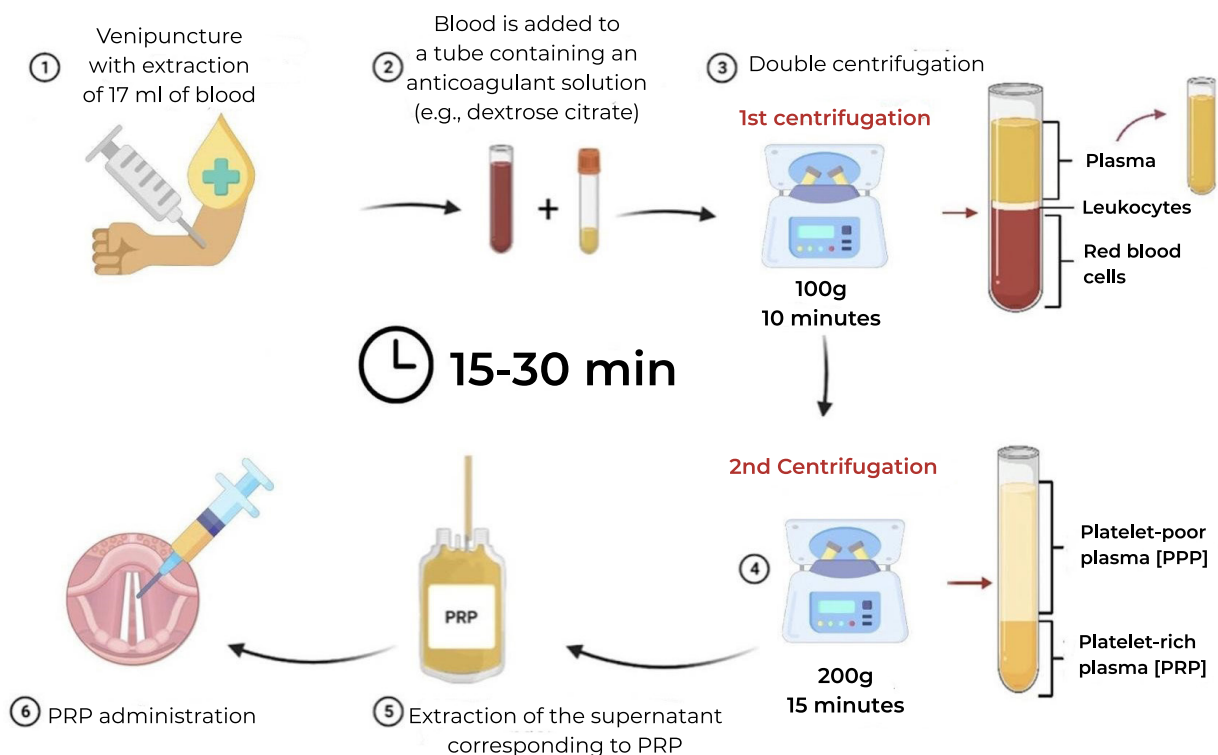 1
Venipuncture
with extraction
of 17 ml of blood
2
Blood is added to
a tube containing an
anticoagulant solution
(e.g., dextrose citrate)
+
3 Double centrifugation
1st centrifugation
100g
10 minutes
Plasma
Leukocytes
Red blood
cells
15-30 min
2nd Centrifugation
4
200g
15 minutes
Platelet-poor
plasma [PPP]
Platelet-rich
plasma [PRP]
PRP
5 Extraction of the supernatant
corresponding to PRP
6 PRP administration